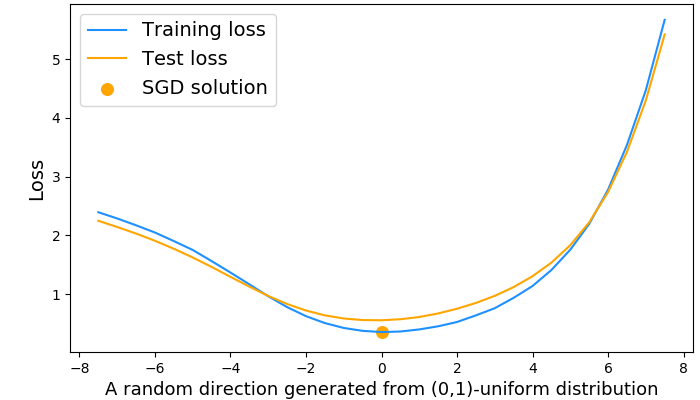 Training loss
Test loss
SGD solution
Loss
5
4
3
2
1
−8 −6 −4 −2 0 2 4 6 8
A random direction generated from (0,1)-uniform distribution